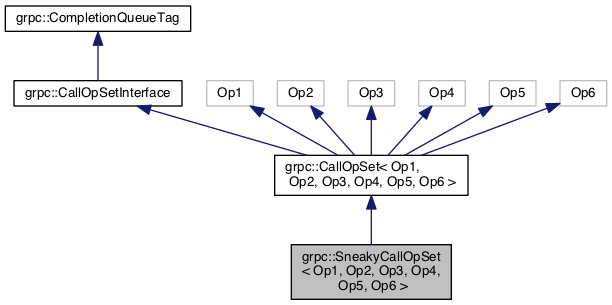 grpc::CompletionQueueTag
grpc::CallOpSetInterface
Op1
Op2
Op3
Op4
Op5
Op6
grpc::CallOpSet< Op1,
Op2, Op3, Op4, Op5, Op6 >
grpc::SneakyCallOpSet
< Op1, Op2, Op3, Op4,
Op5, Op6 >